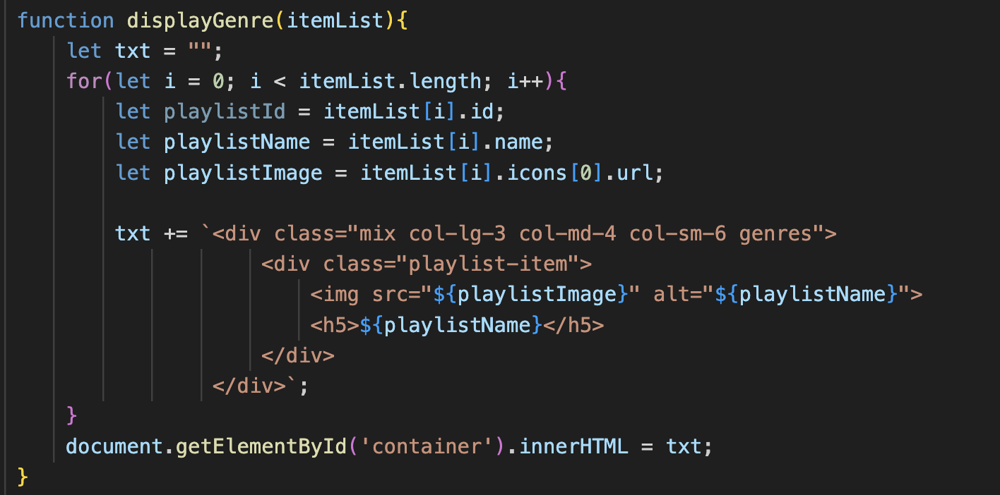 function displayGenre(itemList){
let txt = "";
for(let i = 0; i < itemList.length; i++){
let playlistId = itemList[i].id;
let playlistName = itemList[i].name;
let playlistImage = itemList[i].icons[0].url;
txt += `<div class="mix col-lg-3 col-md-4 col-sm-6 genres">
<div class="playlist-item">
<img src="${playlistImage}" alt="${playlistName}">
<h5>${playlistName}</h5>
</div>
</div>`;
}
document.getElementById('container').innerHTML = txt;
}